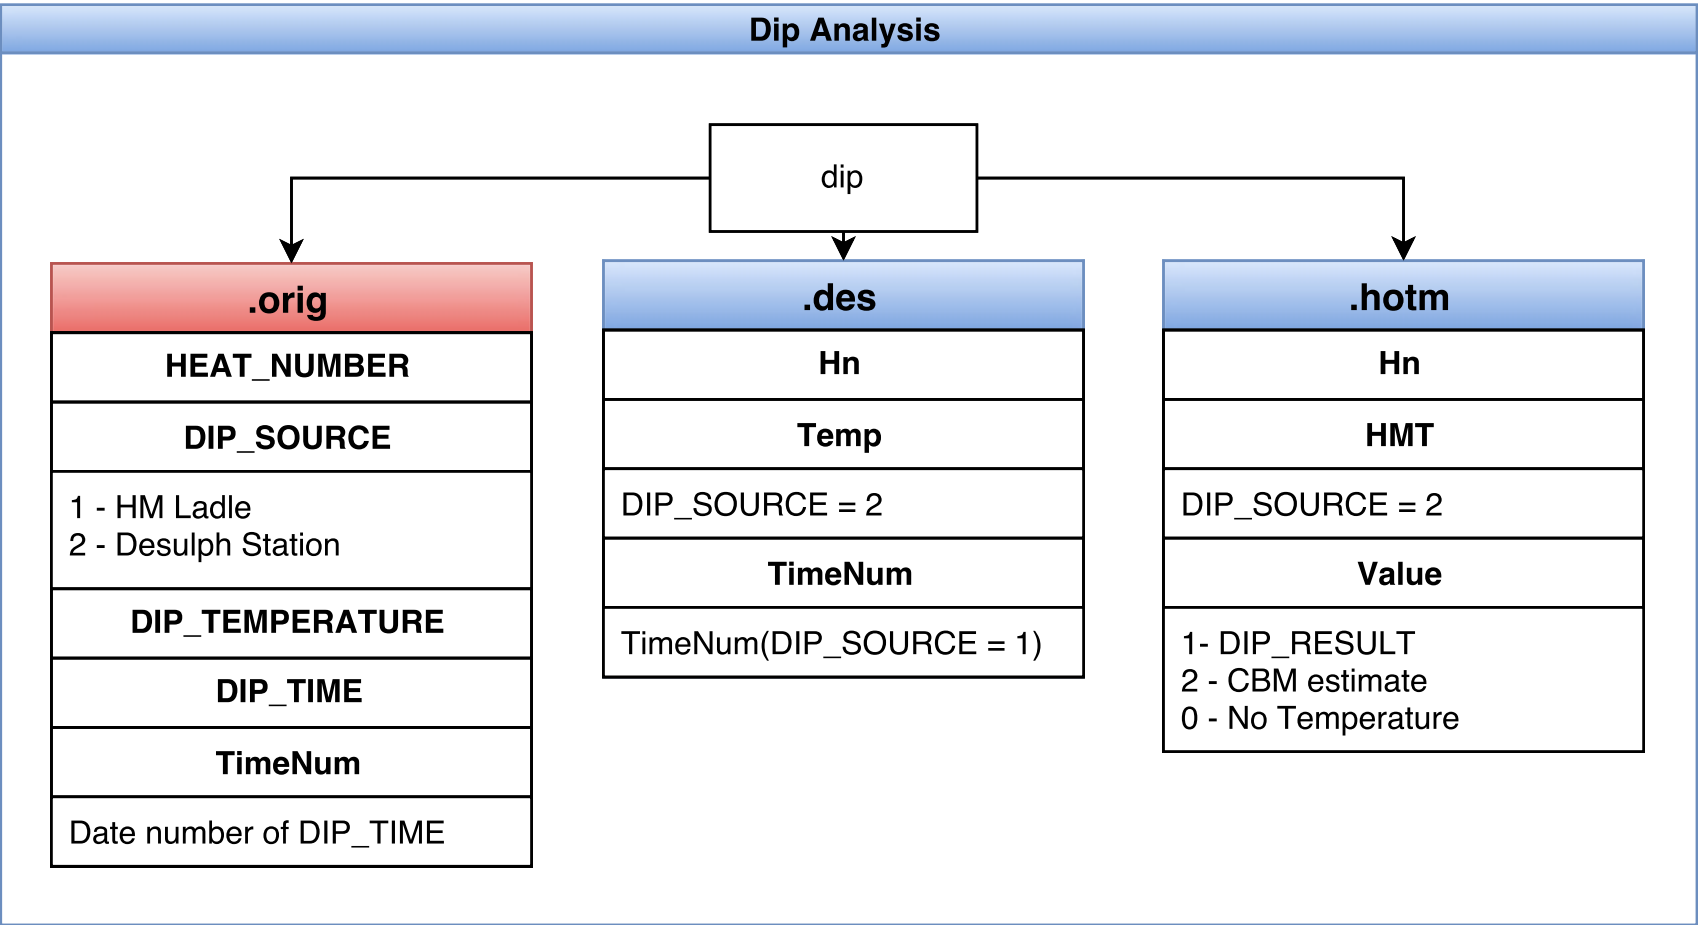 Dip Analysis
dip
.orig
HEAT_NUMBER
DIP_SOURCE
1 - HM Ladle
2 - Desulph Station
DIP_TEMPERATURE
DIP_TIME
TimeNum
Date number of DIP_TIME
.des
Hn
Temp
DIP_SOURCE = 2
TimeNum
TimeNum(DIP_SOURCE = 1)
.hotm
Hn
HMT
DIP_SOURCE = 2
Value
1- DIP_RESULT
2 - CBM estimate
0 - No Temperature